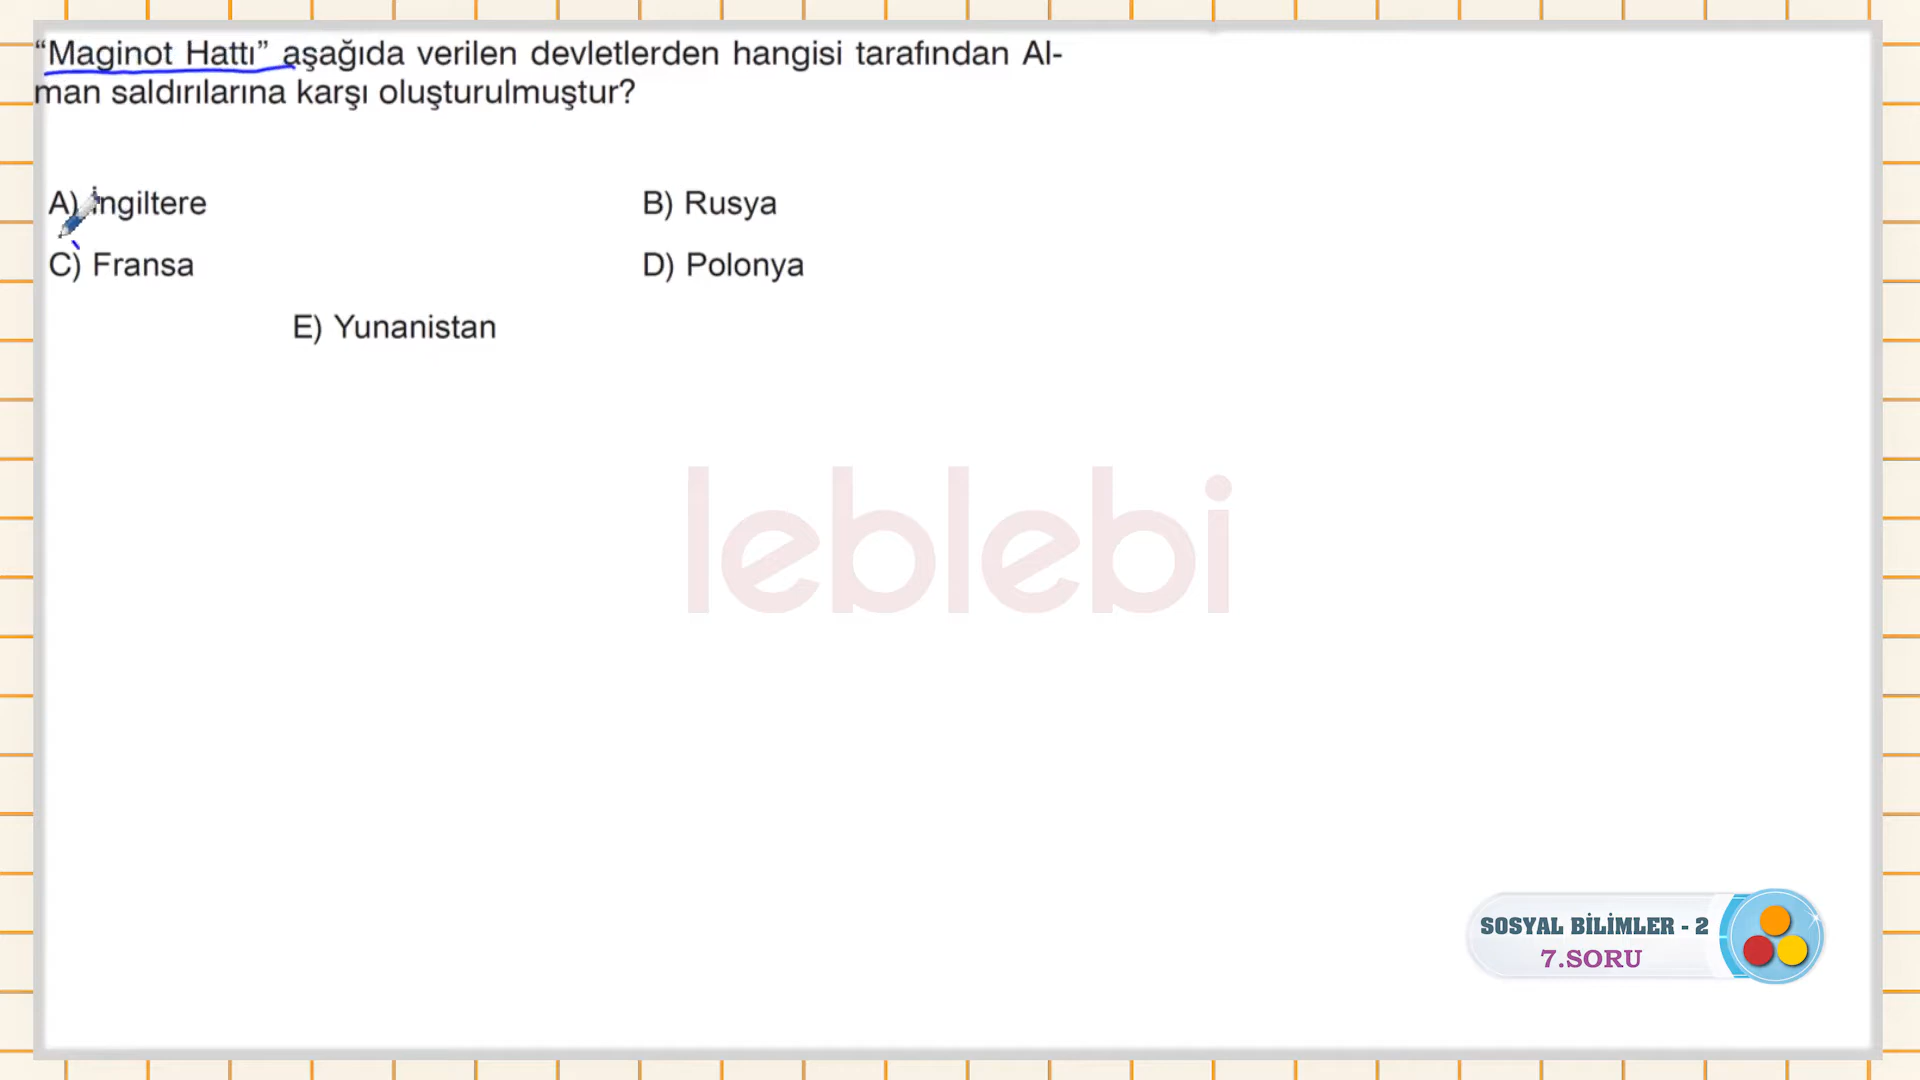 “Maginot Hattı” aşağıda verilen devletlerden hangisi tarafından Al-
man saldırılarına karşı oluşturulmuştur?
A) İngiltere
B) Rusya
C) Fransa
D) Polonya
E) Yunanistan
leblebi
SOSYAL BİLİMLER - 2
7.SORU